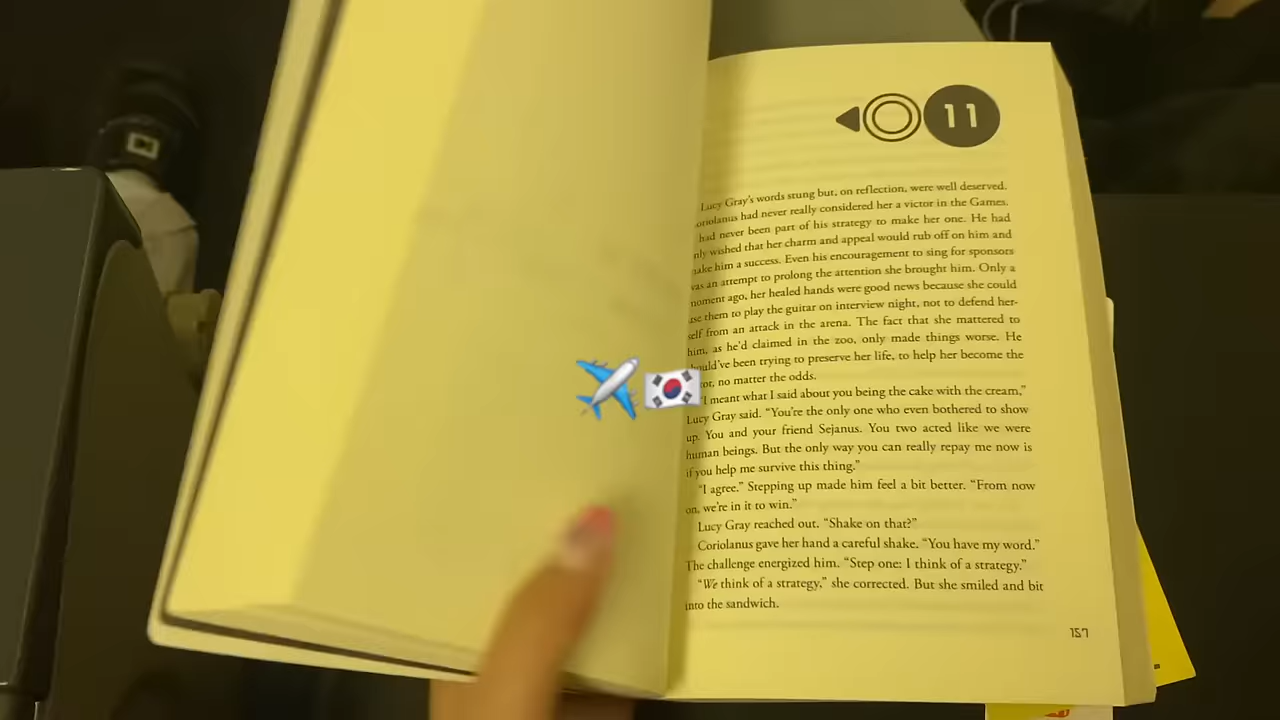 11
Lucy Gray's words stung but, on reflection, were well deserved.
had never really considered her a victor in the Games.
had never been part of his strategy to make her one. He had
wished that her charm and appeal would rub off on him and
him a success. Even his encouragement to sing for sponsors
an attempt to prolong the attention she brought him. Only a
moment ago, her healed hands were good news because she could
them to play the guitar on interview night, not to defend her-
self from an attack in the arena. The fact that she mattered to
him, as he'd claimed in the zoo, only made things worse. He
should've been trying to preserve her life, to help her become the
no matter the odds.
"I meant what I said about you being the cake with the cream,"
Lucy Gray said. "You're the only one who even bothered to show
up. You and your friend Sejanus. You two acted like we were
human beings. But the only way you can really repay me now is
if you help me survive this thing."
"I agree." Stepping up made him feel a bit better. "From now
on, we're in it to win."
Lucy Gray reached out. "Shake on that?"
Coriolanus gave her hand a careful shake. "You have my word."
The challenge energized him. "Step one: I think of a strategy."
"We think of a strategy," she corrected. But she smiled and bit
into the sandwich.
157